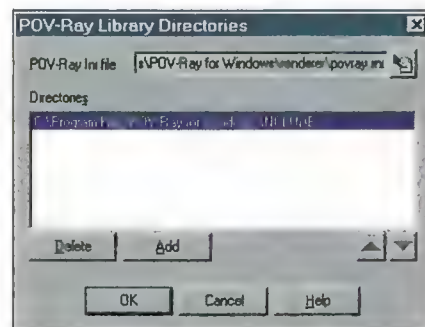 POV-Ray Library Directories
POV-Ray Ini file
s\POV-Ray for Windows\renderer\povray.ini
Directories
Delete Add
OK Cancel Help